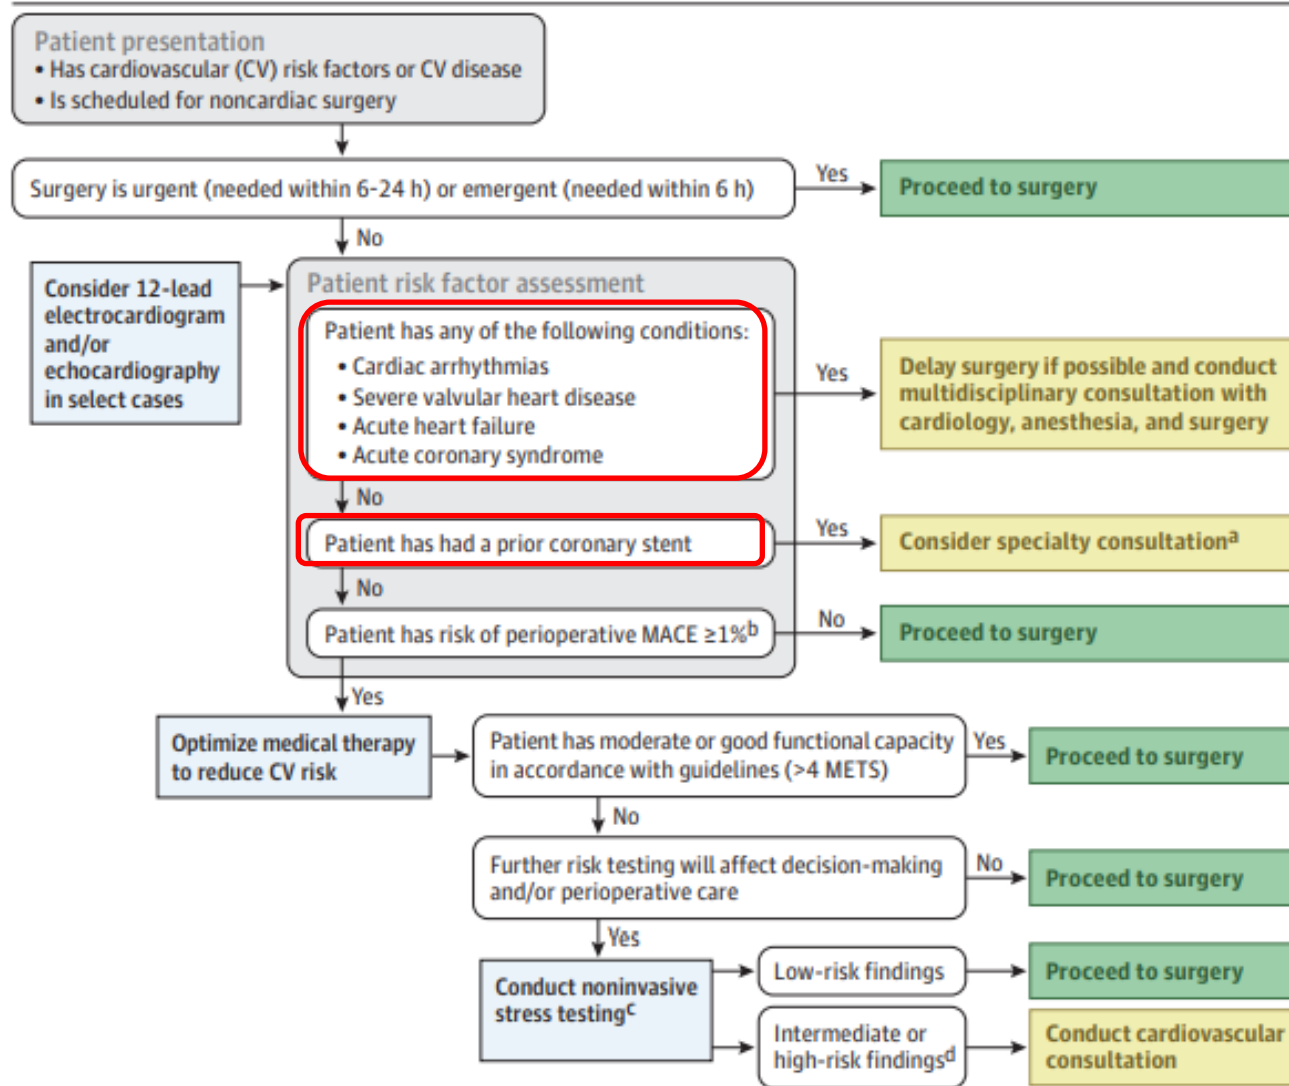 Patient presentation
• Has cardiovascular (CV) risk factors or CV disease
• Is scheduled for noncardiac surgery
Surgery is urgent (needed within 6-24 h) or emergent (needed within 6 h)
Yes
Proceed to surgery
No
Consider 12-lead
electrocardiogram
and/or
echocardiography
in select cases
Patient risk factor assessment
Patient has any of the following conditions:
• Cardiac arrhythmias
• Severe valvular heart disease
• Acute heart failure
• Acute coronary syndrome
Yes
Delay surgery if possible and conduct
multidisciplinary consultation with
cardiology, anesthesia, and surgery
No
Patient has had a prior coronary stent
Yes
Consider specialty consultationa
No
Patient has risk of perioperative MACE ≥1%b
No
Proceed to surgery
Yes
Optimize medical therapy
to reduce CV risk
Patient has moderate or good functional capacity
in accordance with guidelines (>4 METS)
Yes
Proceed to surgery
No
Further risk testing will affect decision-making
and/or perioperative care
No
Proceed to surgery
Yes
Conduct noninvasive
stress testingc
Low-risk findings
Proceed to surgery
Intermediate or
high-risk findingsd
Conduct cardiovascular
consultation